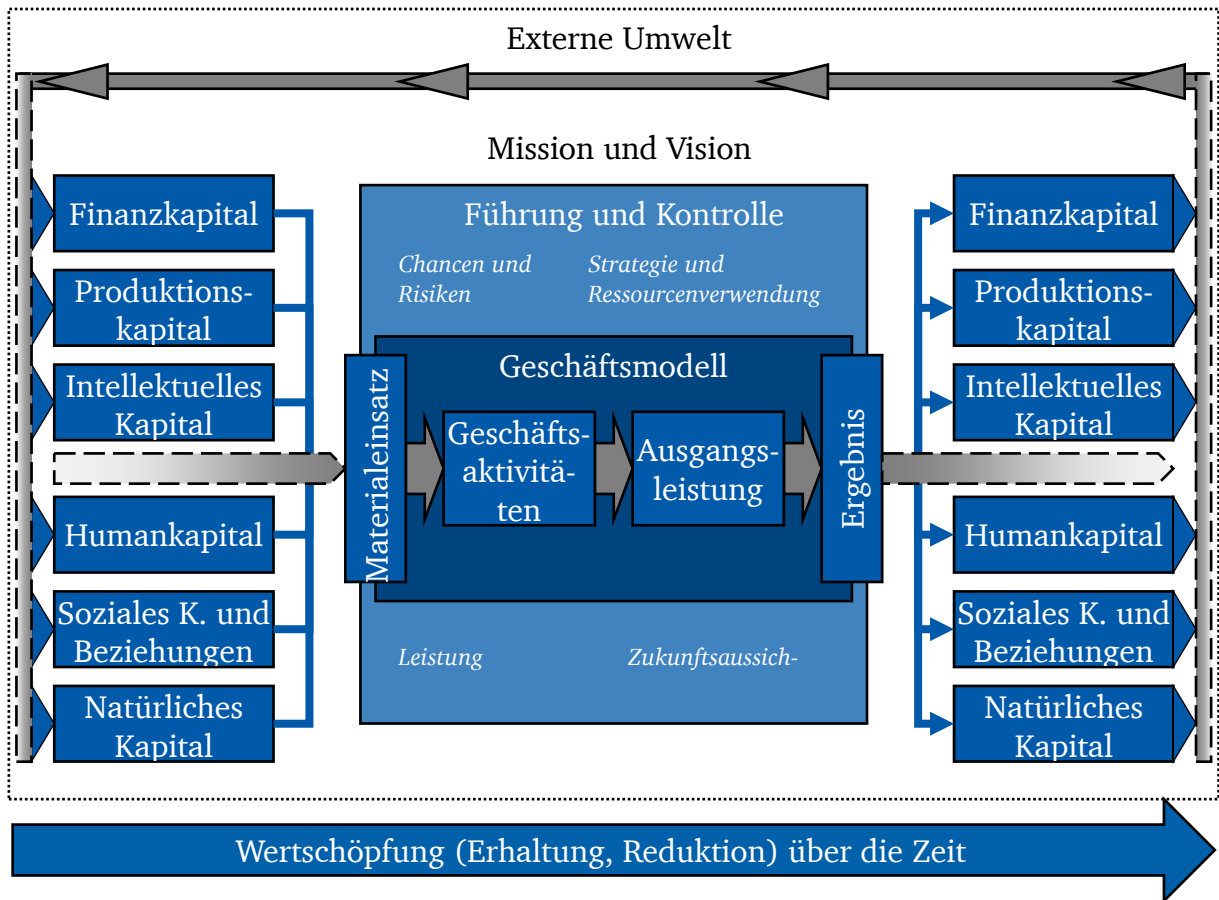 Externe Umwelt
Mission und Vision
Finanzkapital
Produktions-
kapital
Intellektuelles
Kapital
Humankapital
Soziales K. und
Beziehungen
Natürliches
Kapital
Führung und Kontrolle
Chancen und
Risiken
Strategie und
Ressourcenverwendung
Geschäftsmodell
Materialeinsatz
Geschäfts-
aktivitä-
ten
Ausgangs-
leistung
Ergebnis
Leistung
Zukunftsaussich-
Finanzkapital
Produktions-
kapital
Intellektuelles
Kapital
Humankapital
Soziales K. und
Beziehungen
Natürliches
Kapital
Wertschöpfung (Erhaltung, Reduktion) über die Zeit